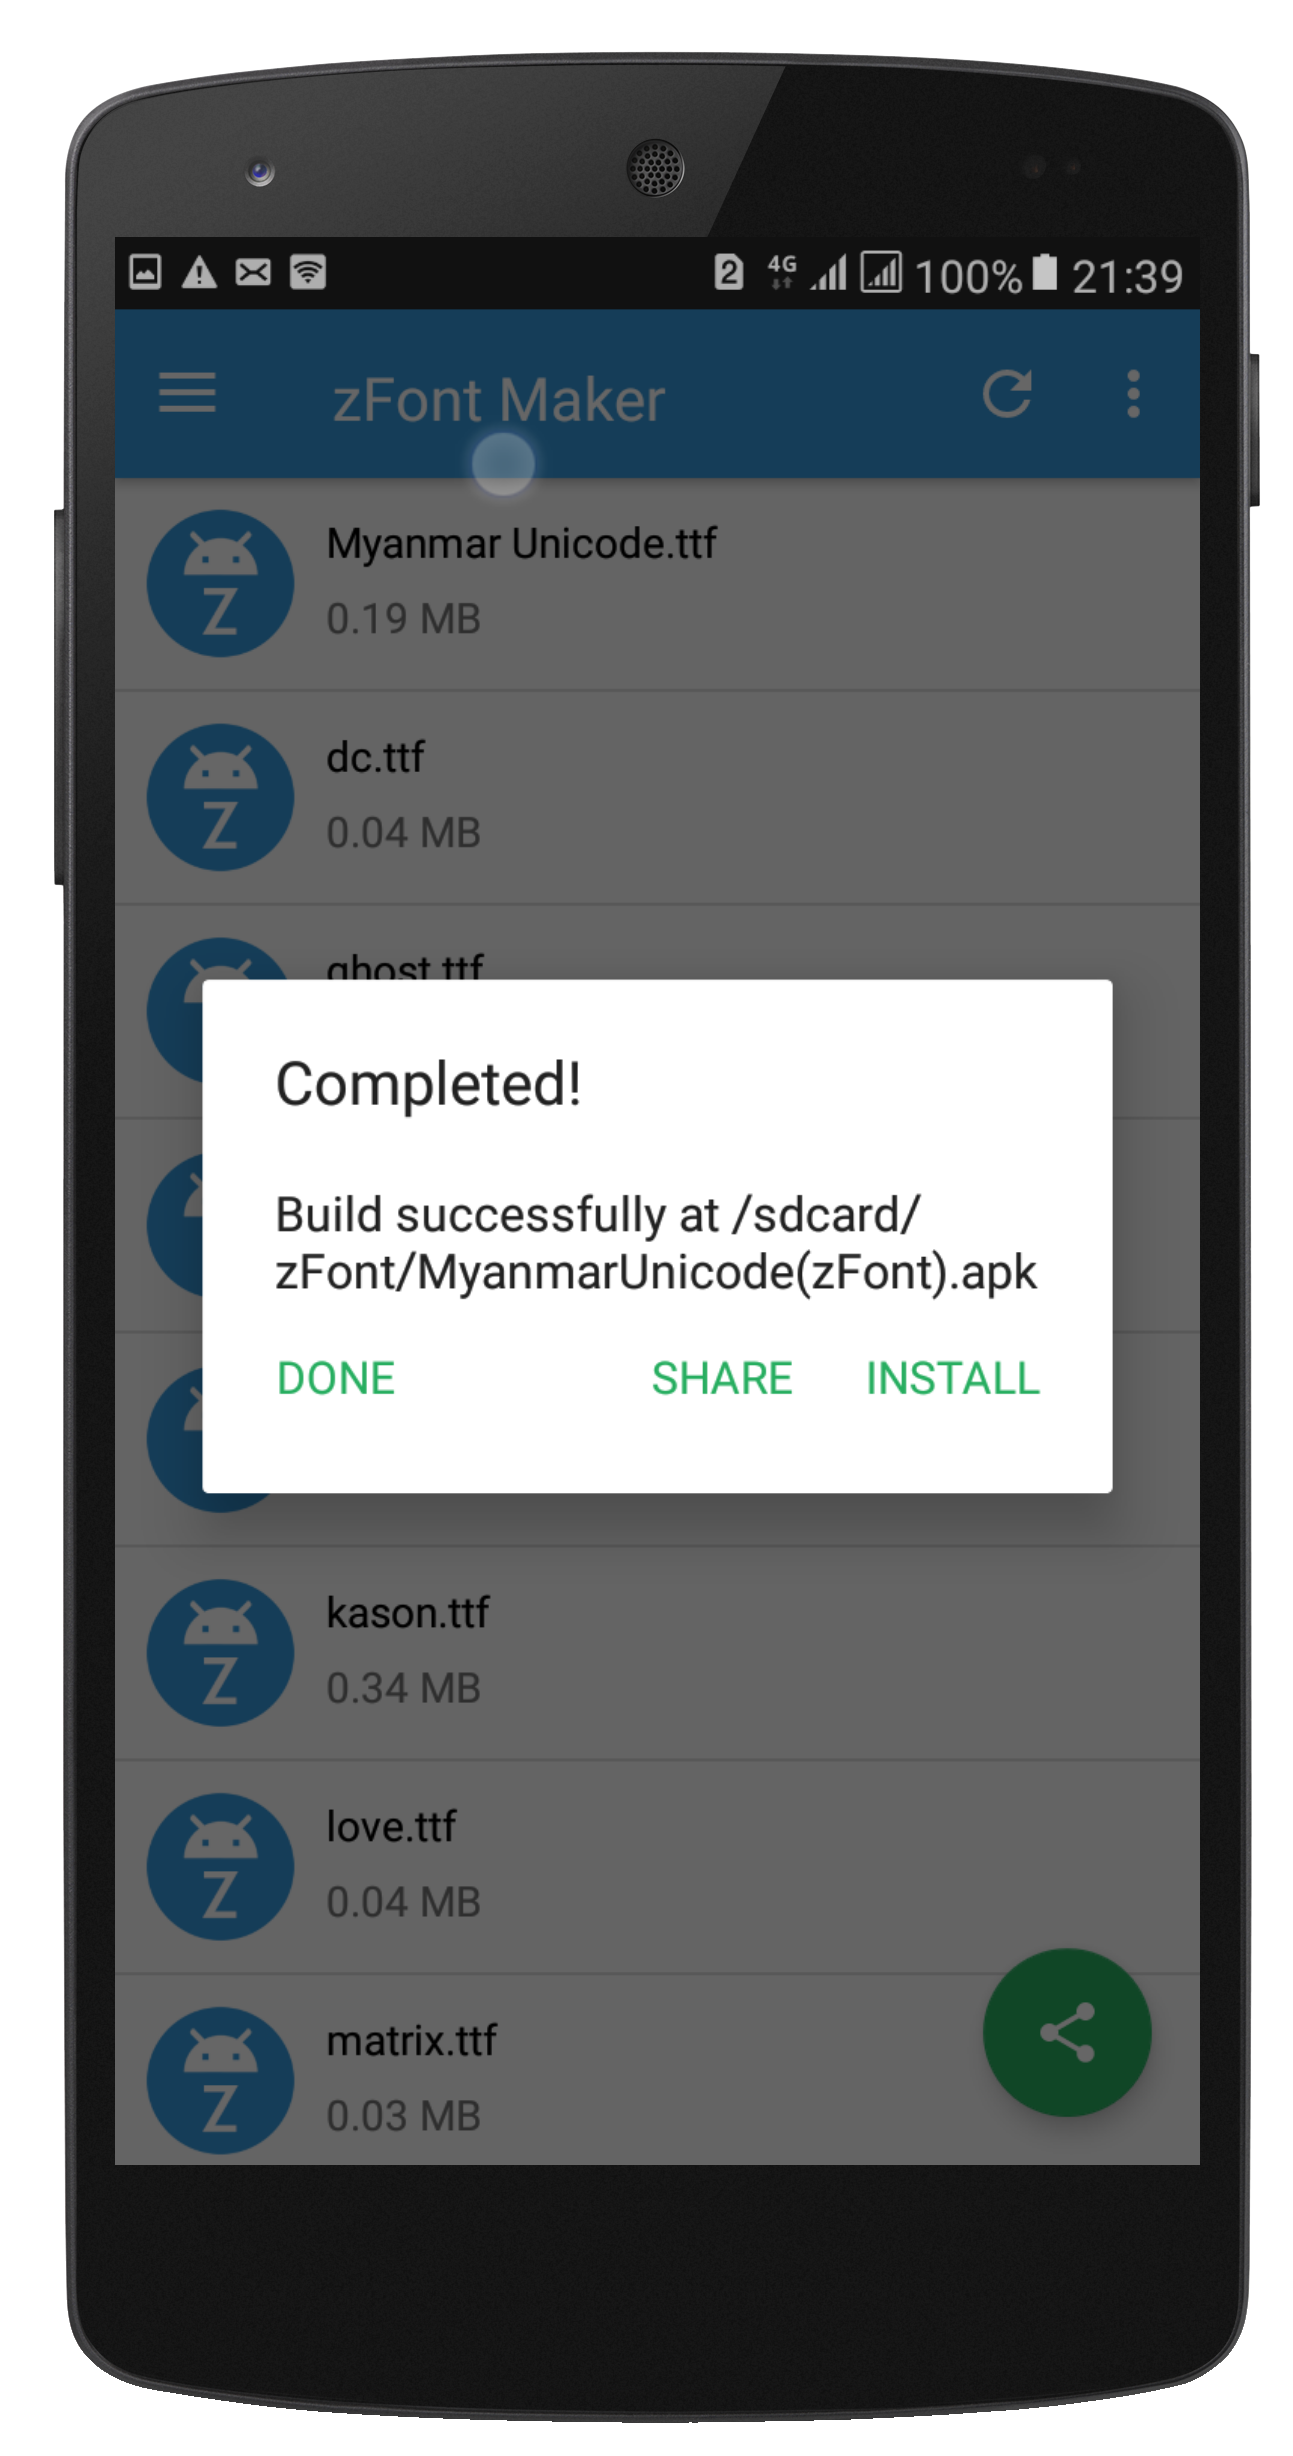 2 4G 100% 21:39
zFont Maker
Myanmar Unicode.ttf
0.19 MB
Z
dc.ttf
0.04 MB
Z
ghost.ttf
Completed!
Build successfully at /sdcard/
zFont/MyanmarUnicode(zFont).apk
DONE SHARE INSTALL
kason.ttf
0.34 MB
Z
love.ttf
0.04 MB
Z
matrix.ttf
0.03 MB
Z